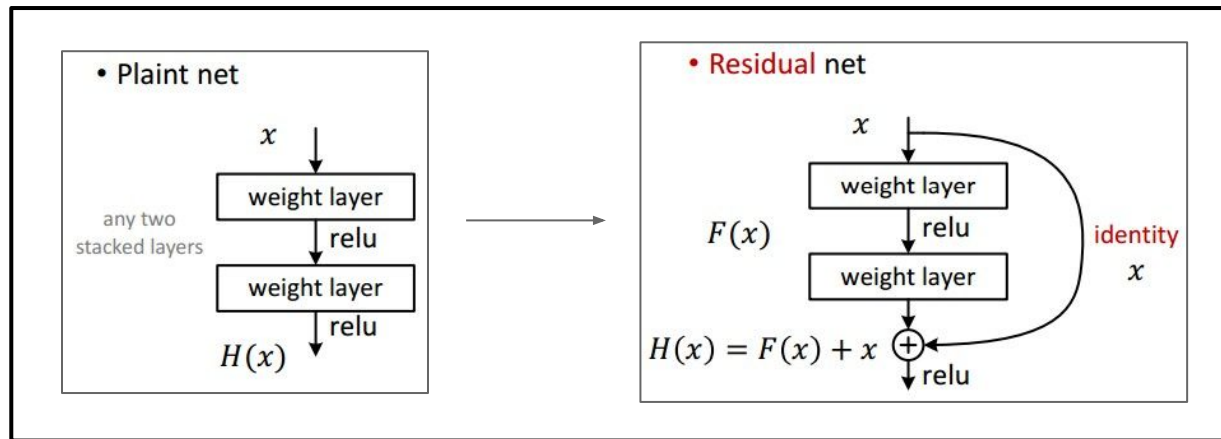 • Plaint net
x
weight layer
any two
stacked layers
relu
weight layer
relu
H(x)
• Residual net
x
weight layer
relu
F(x)
identity
x
weight layer
H(x) = F(x) + x
relu